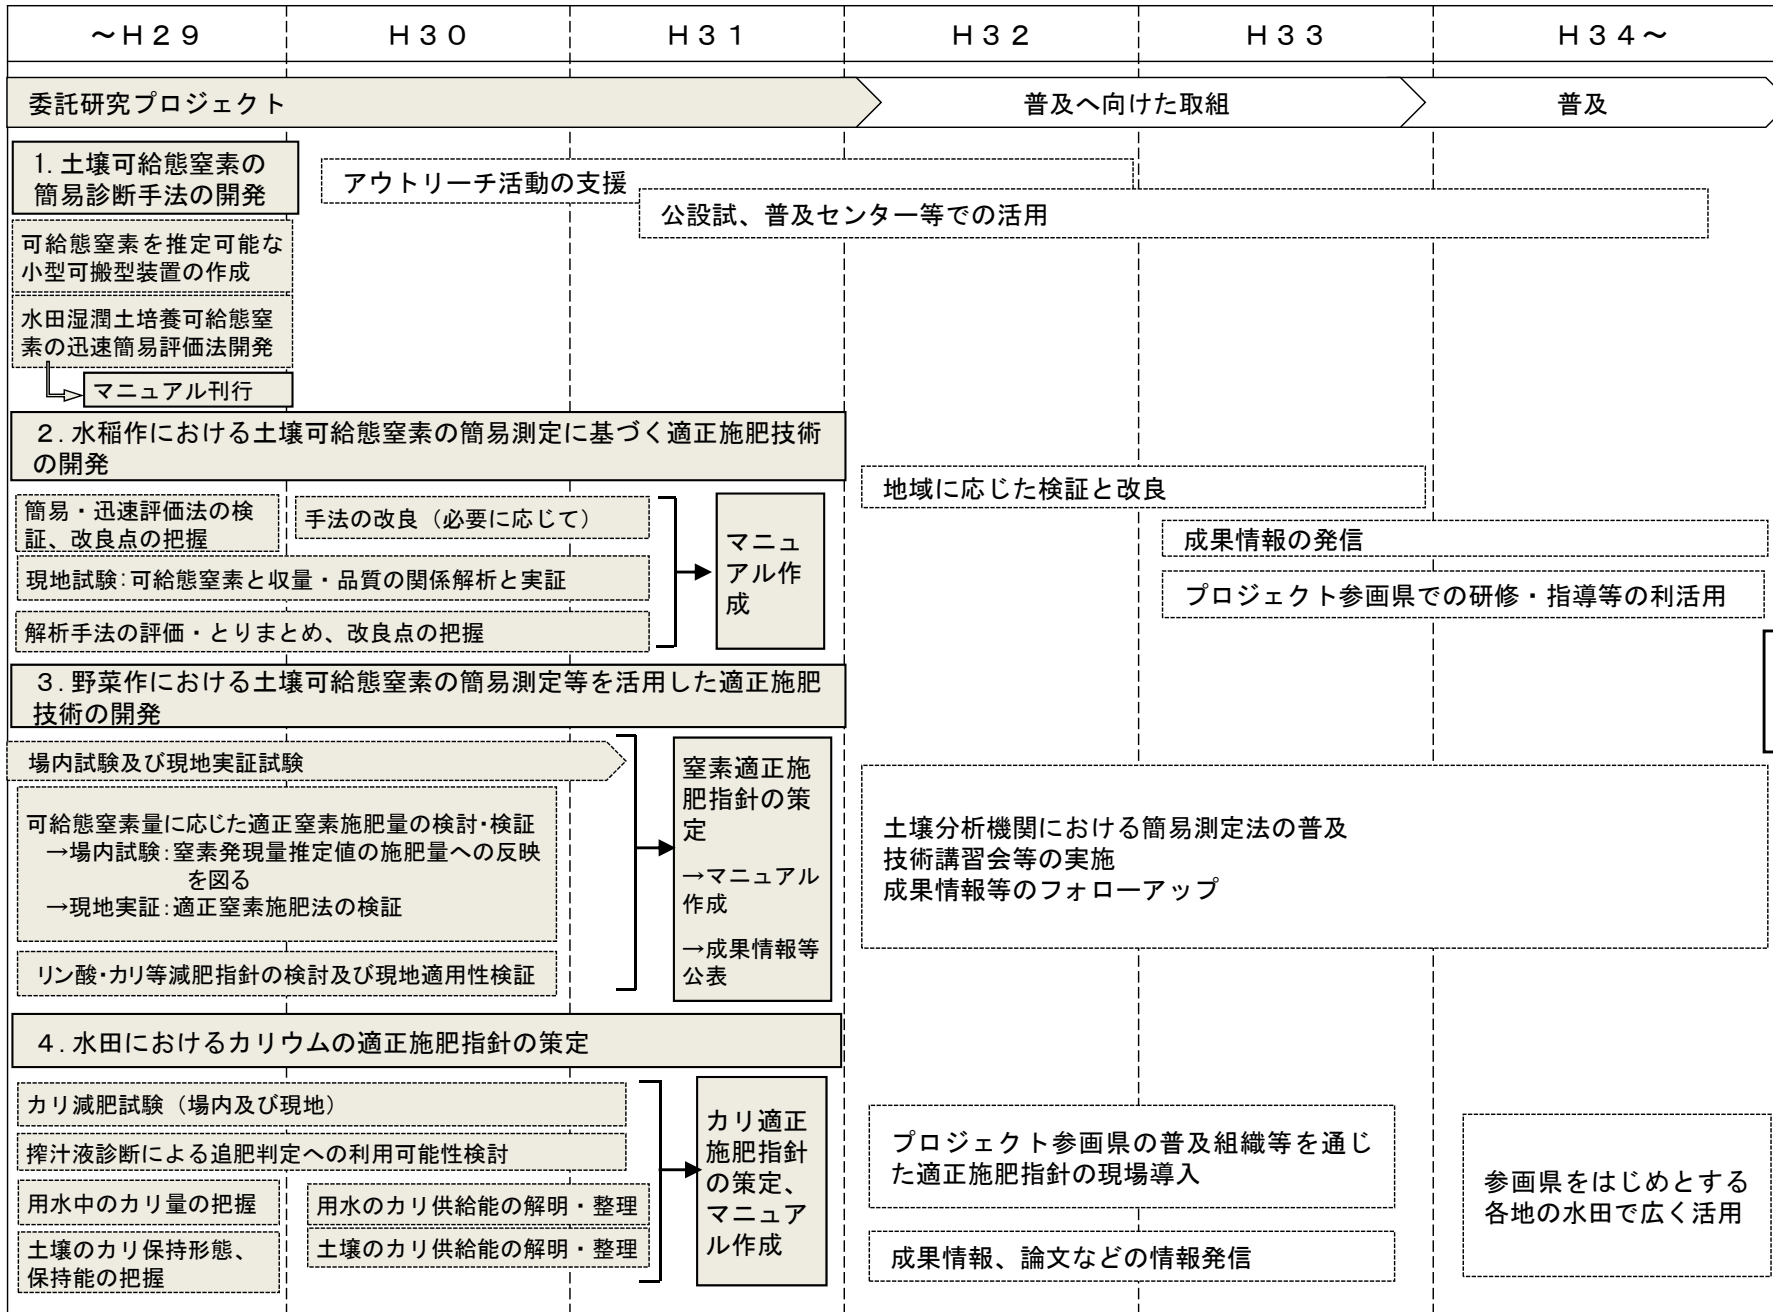 ～Ｈ２９
Ｈ３０
Ｈ３１
Ｈ３２
Ｈ３３
Ｈ３４～
委託研究プロジェクト
普及へ向けた取組
普及
1. 土壌可給態窒素の
簡易診断手法の開発
アウトリーチ活動の支援
公設試、普及センター等での活用
可給態窒素を推定可能な
小型可搬型装置の作成
水田湿潤土培養可給態窒
素の迅速簡易評価法開発
マニュアル刊行
２. 水稲作における土壌可給態窒素の簡易測定に基づく適正施肥技術
の開発
簡易・迅速評価法の検
証、改良点の把握
手法の改良（必要に応じて）
現地試験：可給態窒素と収量・品質の関係解析と実証
解析手法の評価・とりまとめ、改良点の把握
マニュ
アル作
成
地域に応じた検証と改良
成果情報の発信
プロジェクト参画県での研修・指導等の利活用
３. 野菜作における土壌可給態窒素の簡易測定等を活用した適正施肥
技術の開発
場内試験及び現地実証試験
可給態窒素量に応じた適正窒素施肥量の検討・検証
→場内試験：窒素発現量推定値の施肥量への反映
を図る
→現地実証：適正窒素施肥法の検証
リン酸・カリ等減肥指針の検討及び現地適用性検証
窒素適正施
肥指針の策
定
→マニュアル
作成
→成果情報等
公表
土壌分析機関における簡易測定法の普及
技術講習会等の実施
成果情報等のフォローアップ
４. 水田におけるカリウムの適正施肥指針の策定
カリ減肥試験（場内及び現地）
搾汁液診断による追肥判定への利用可能性検討
用水中のカリ量の把握
用水のカリ供給能の解明・整理
土壌のカリ保持形態、
保持能の把握
土壌のカリ供給能の解明・整理
カリ適正
施肥指針
の策定、
マニュア
ル作成
プロジェクト参画県の普及組織等を通じ
た適正施肥指針の現場導入
成果情報、論文などの情報発信
参画県をはじめとする
各地の水田で広く活用